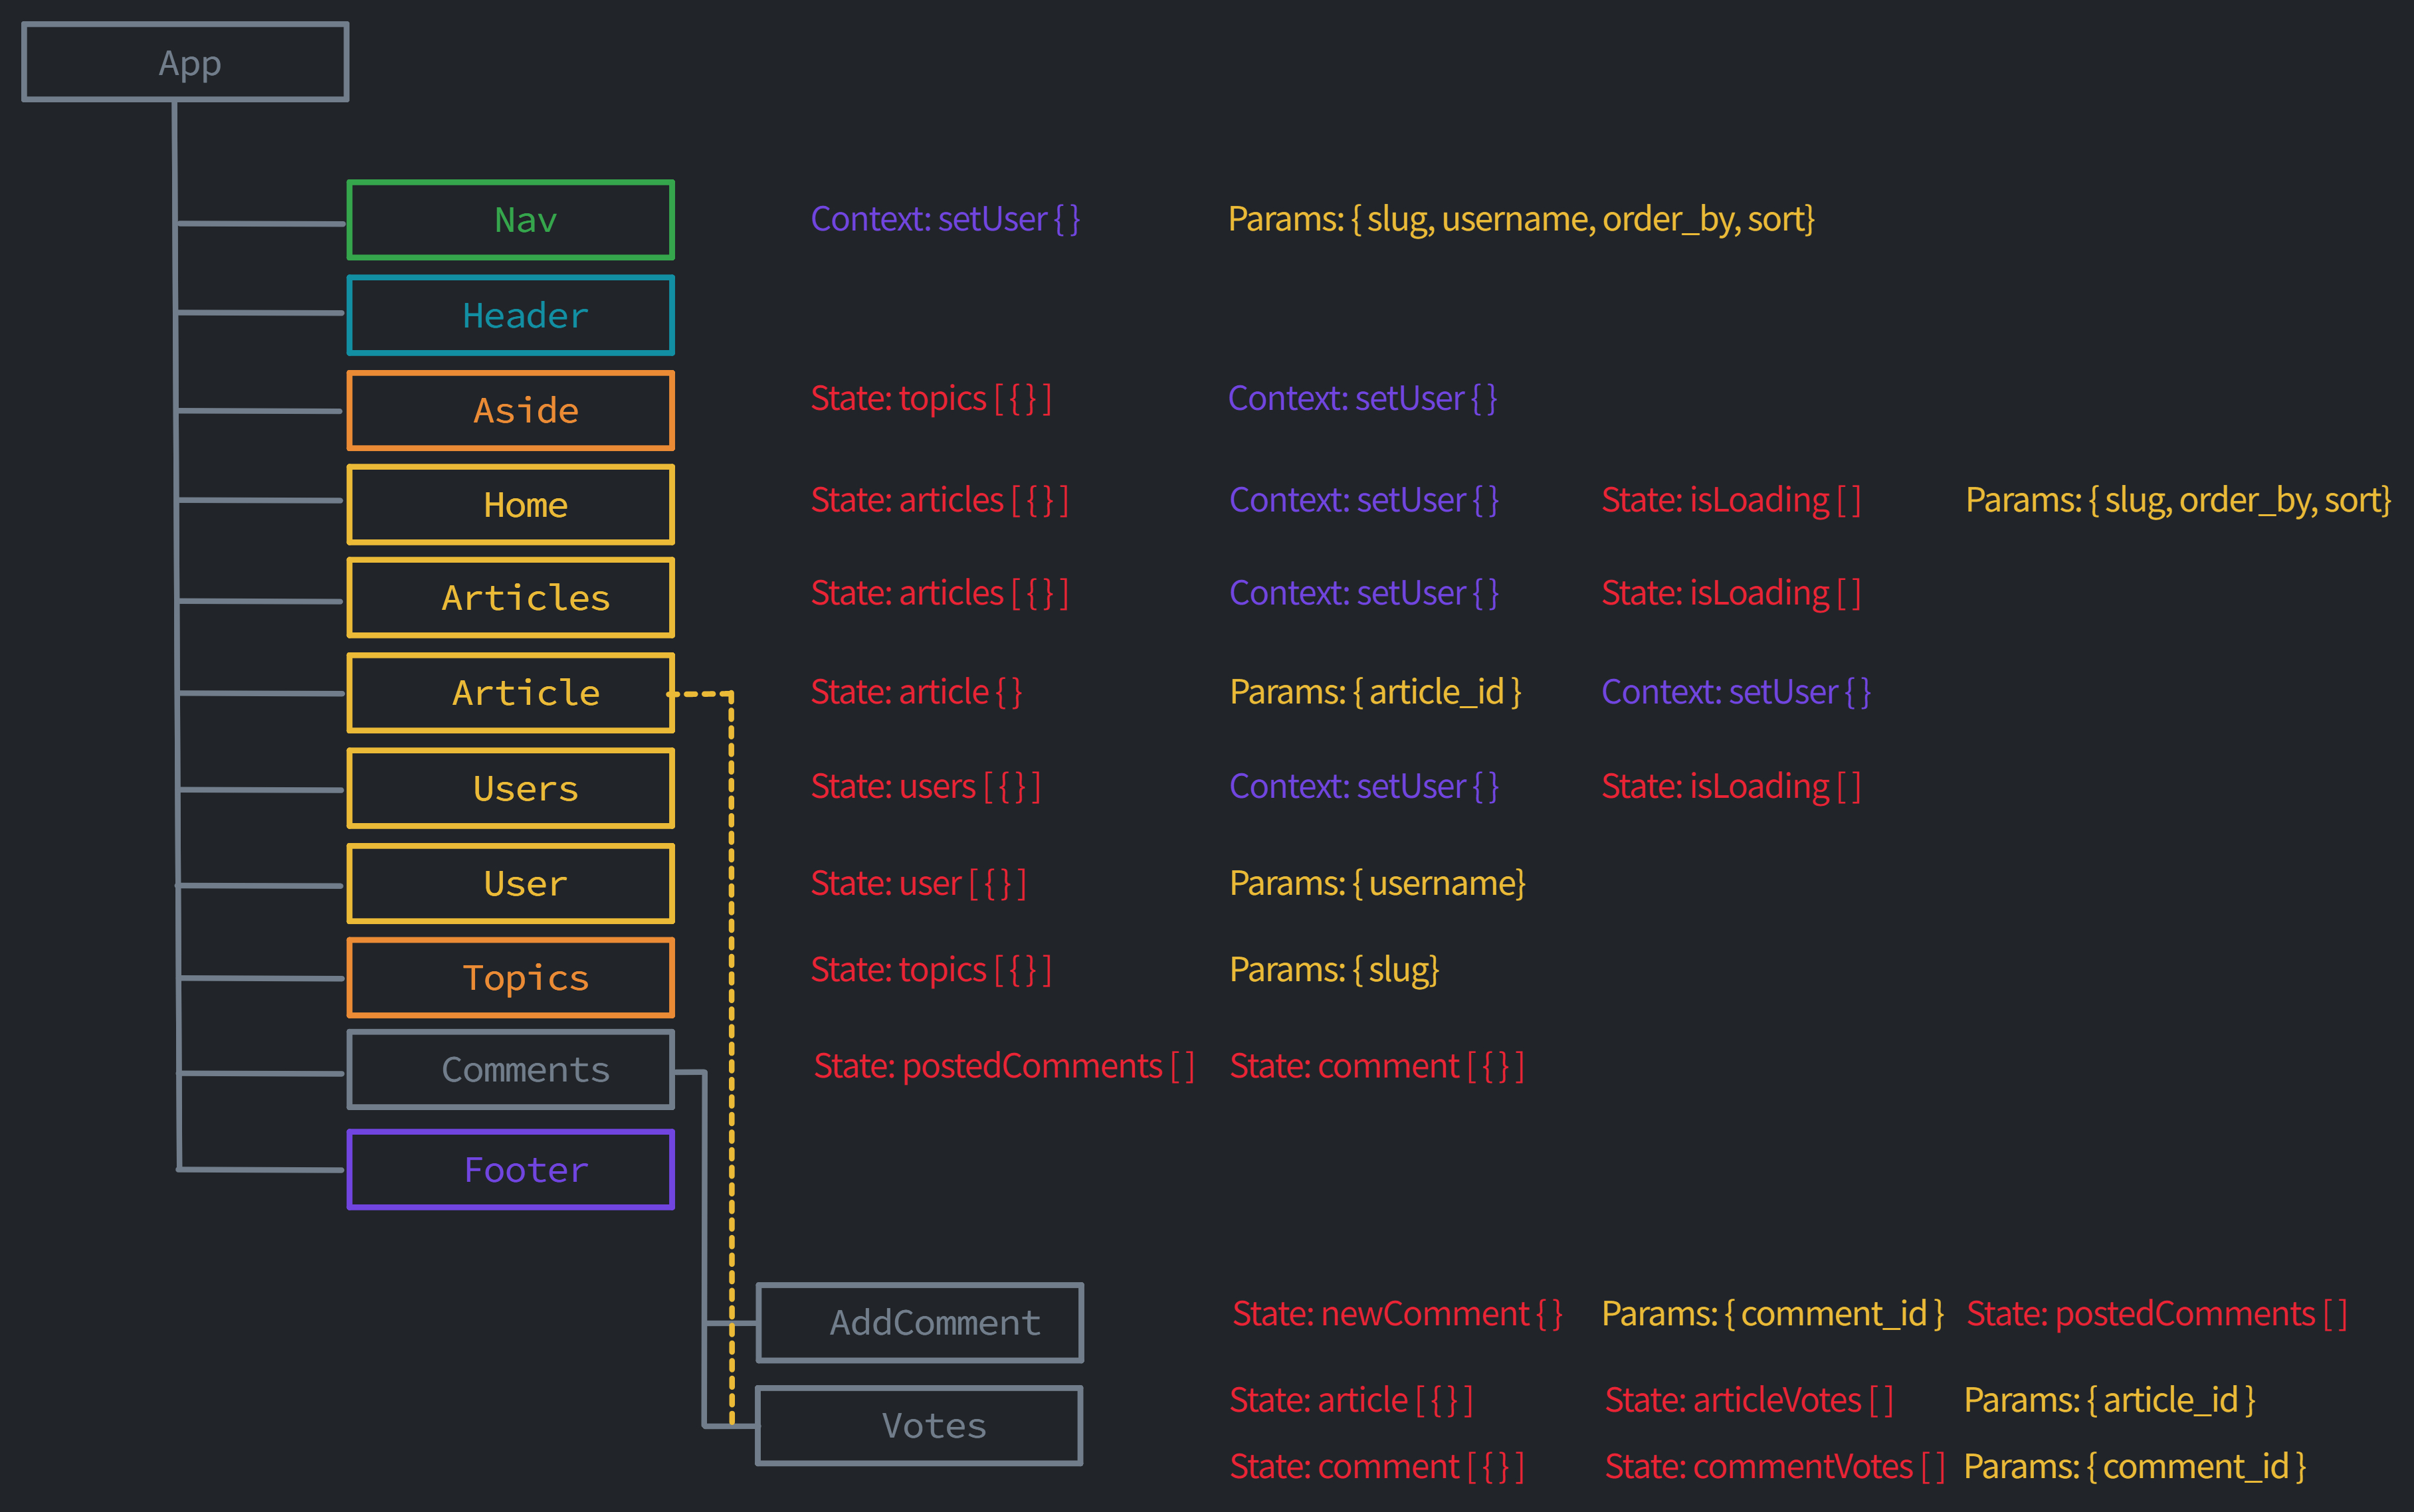 App
Nav Context: setUser { } Params: { slug, username, order_by, sort}
Header
Aside State: topics [ { } ] Context: setUser { }
Home State: articles [ { } ] Context: setUser { } State: isLoading [ ] Params: { slug, order_by, sort}
Articles State: articles [ { } ] Context: setUser { } State: isLoading [ ]
Article State: article { } Params: { article_id } Context: setUser { }
Users State: users [ { } ] Context: setUser { } State: isLoading [ ]
User State: user [ { } ] Params: { username}
Topics State: topics [ { } ] Params: { slug}
Comments State: postedComments [ ] State: comment [ { } ]
Footer
AddComment State: newComment { } Params: { comment_id } State: postedComments [ ]
Votes State: article [ { } ] State: articleVotes [ ] Params: { article_id }
State: comment [ { } ] State: commentVotes [ ] Params: { comment_id }